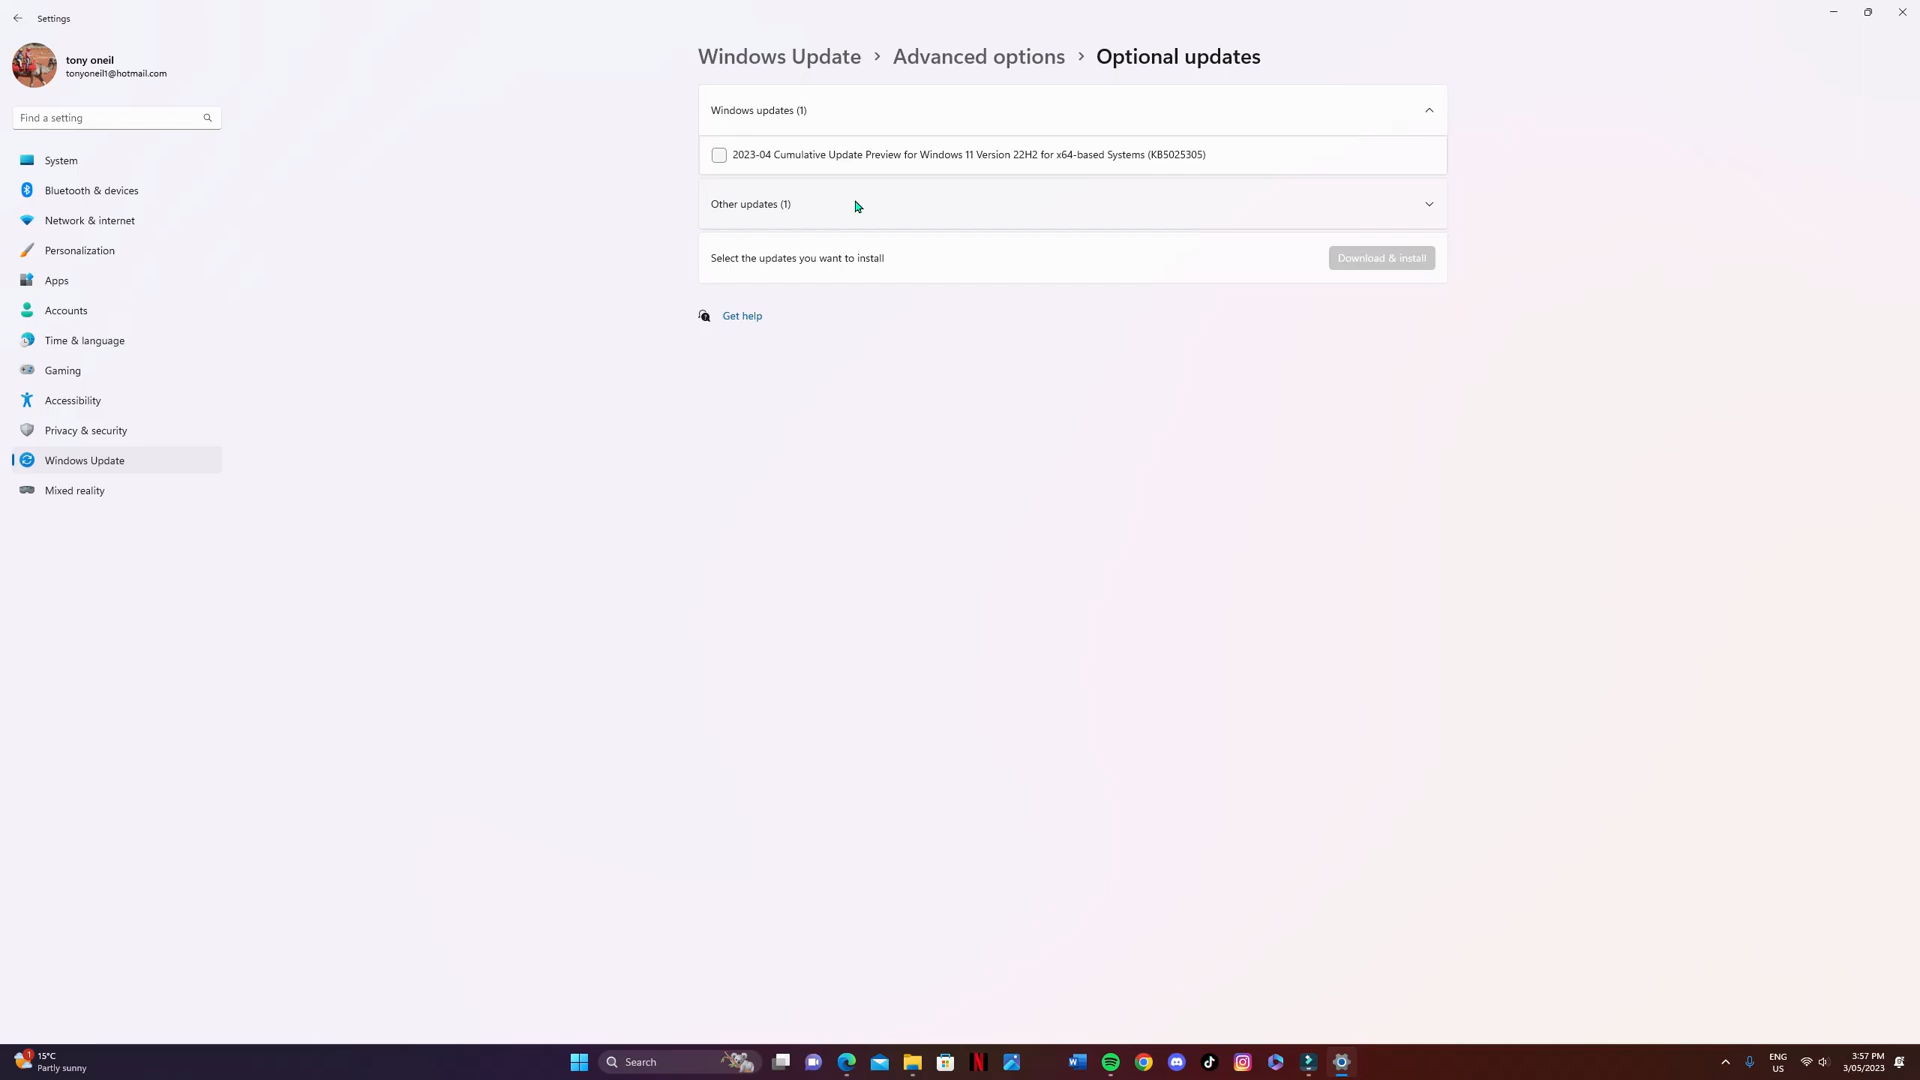 Settings
tony oneil
tonyoneil1@hotmail.com
Find a setting
System
Bluetooth & devices
Network & internet
Personalization
Apps
Accounts
Time & language
Gaming
Accessibility
Privacy & security
Windows Update
Mixed reality
Windows Update > Advanced options > Optional updates
Windows updates (1)
2023-04 Cumulative Update Preview for Windows 11 Version 22H2 for x64-based Systems (KB5025305)
Other updates (1)
Select the updates you want to install
Download & install
Get help
1
15°C
Partly sunny
Search
ENG
US
3:57 PM
3/05/2023